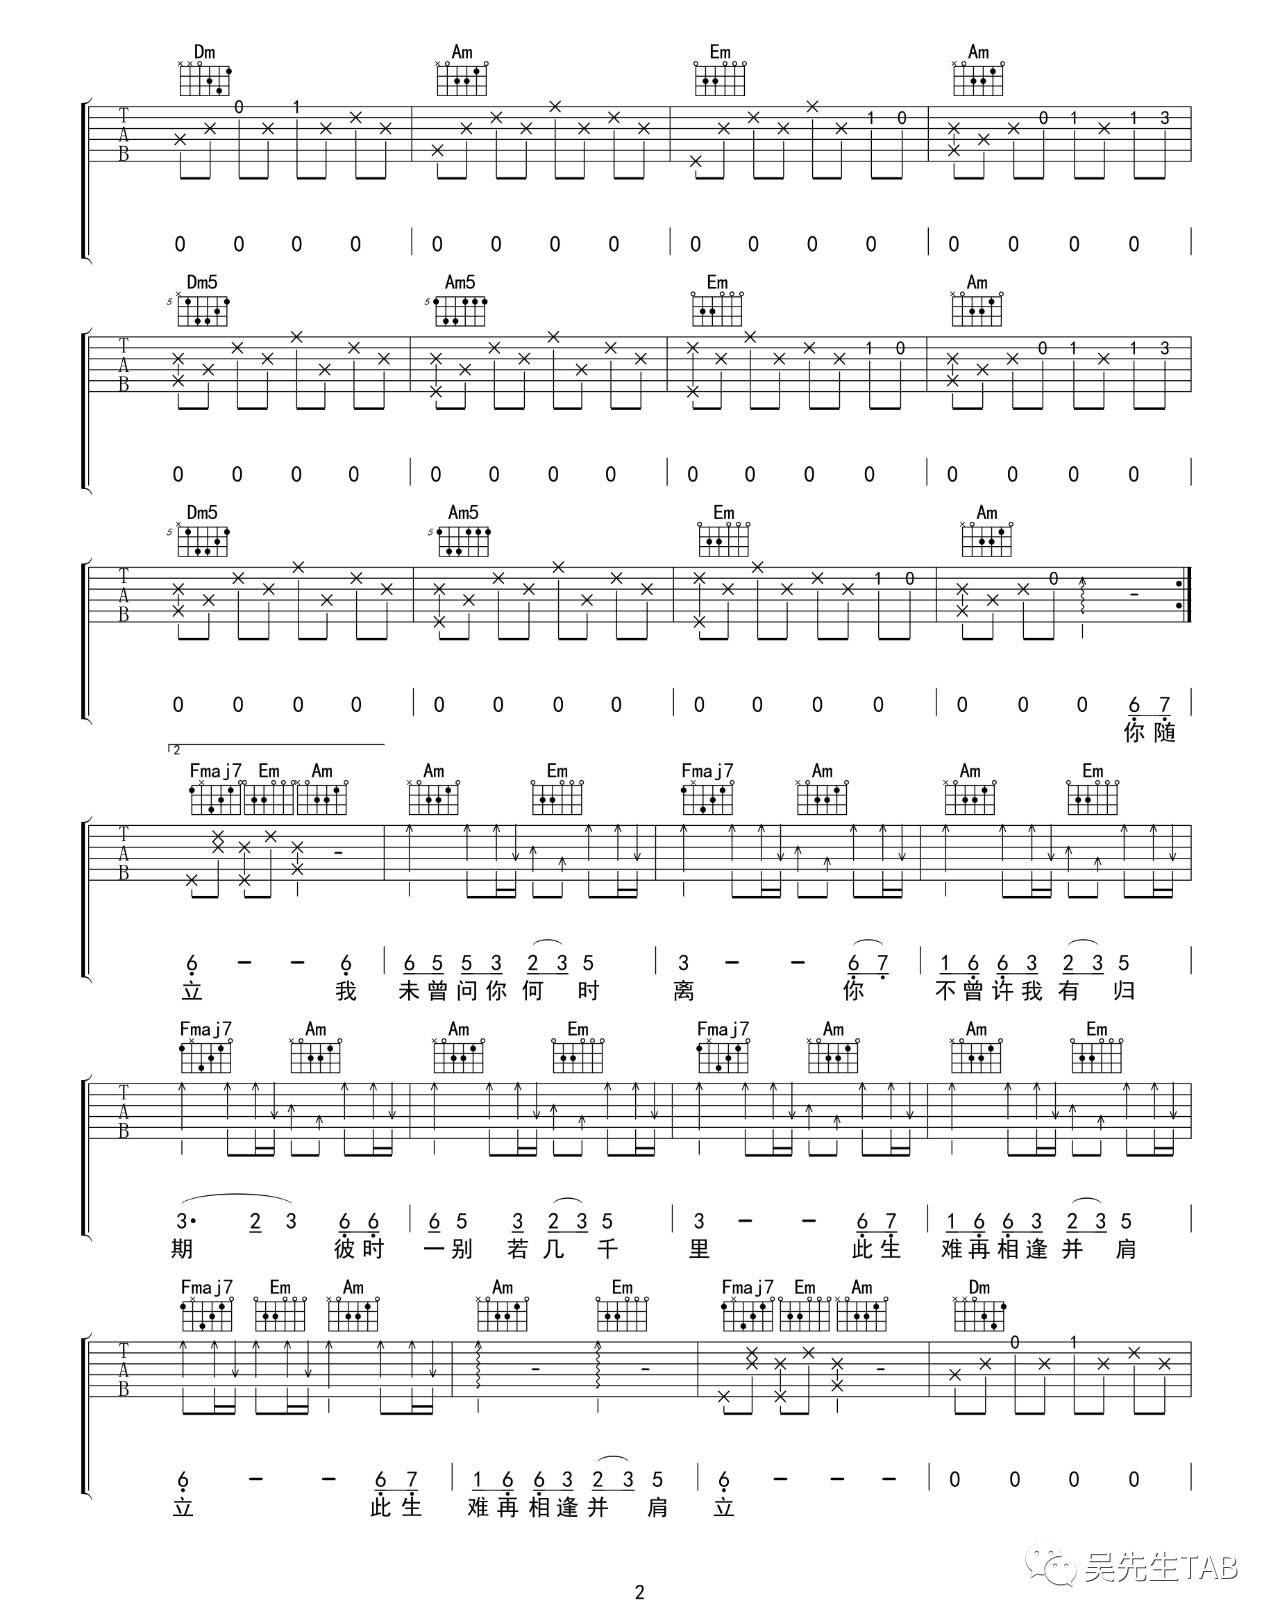 Dm Am Em Am
T A B 0 1 1 0 0 1 1 3
0 0 0 0 0 0 0 0 0 0 0 0 0 0 0 0
Dm5 Am5 Em Am
5 5
T A B 1 0 0 1 1 3
0 0 0 0 0 0 0 0 0 0 0 0 0 0 0 0
Dm5 Am5 Em Am
5 5
T A B 1 0 0 -
0 0 0 0 0 0 0 0 0 0 0 0 0 0 0 6 7
你随
2
Fmaj7 Em Am Am Em Fmaj7 Am Am Em
T A B -
6 - - 6 6 5 5 3 2 3 5 3 - - 6 7 1 6 6 3 2 3 5
立 我 未曾问你何 时 离 你 不曾许我有 归
Fmaj7 Am Am Em Fmaj7 Am Am Em
T A B
3· 2 3 6 6 6 5 3 2 3 5 3 - - 6 7 1 6 6 3 2 3 5
期 彼时 一别 若几 千 里 此生 难再相逢并 肩
Fmaj7 Em Am Am Em Fmaj7 Em Am Dm
T A B - - - 0 1
6 - - 6 7 1 6 6 3 2 3 5 6 - - - 0 0 0 0
立 此生 难再相逢并 肩 立
吴先生TAB
2